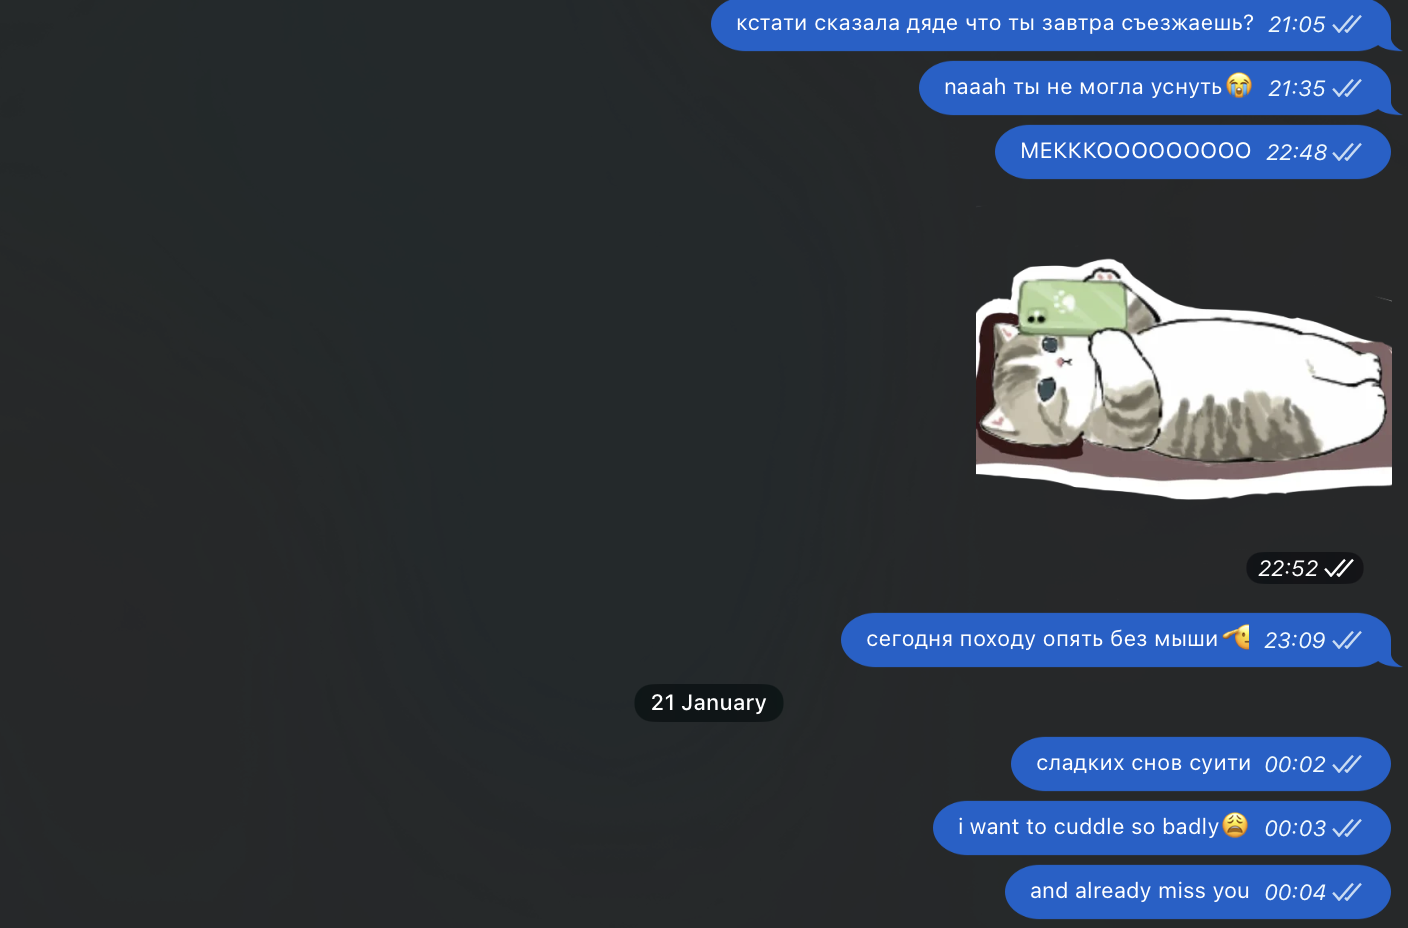 кстати сказала дяде что ты завтра съезжаешь? 21:05
naaah ты не могла уснуть😭 21:35
МЕКККООООООООО 22:48
22:52
сегодня походу опять без мыши🫡 23:09
21 January
сладких снов суити 00:02
i want to cuddle so badly😩 00:03
and already miss you 00:04